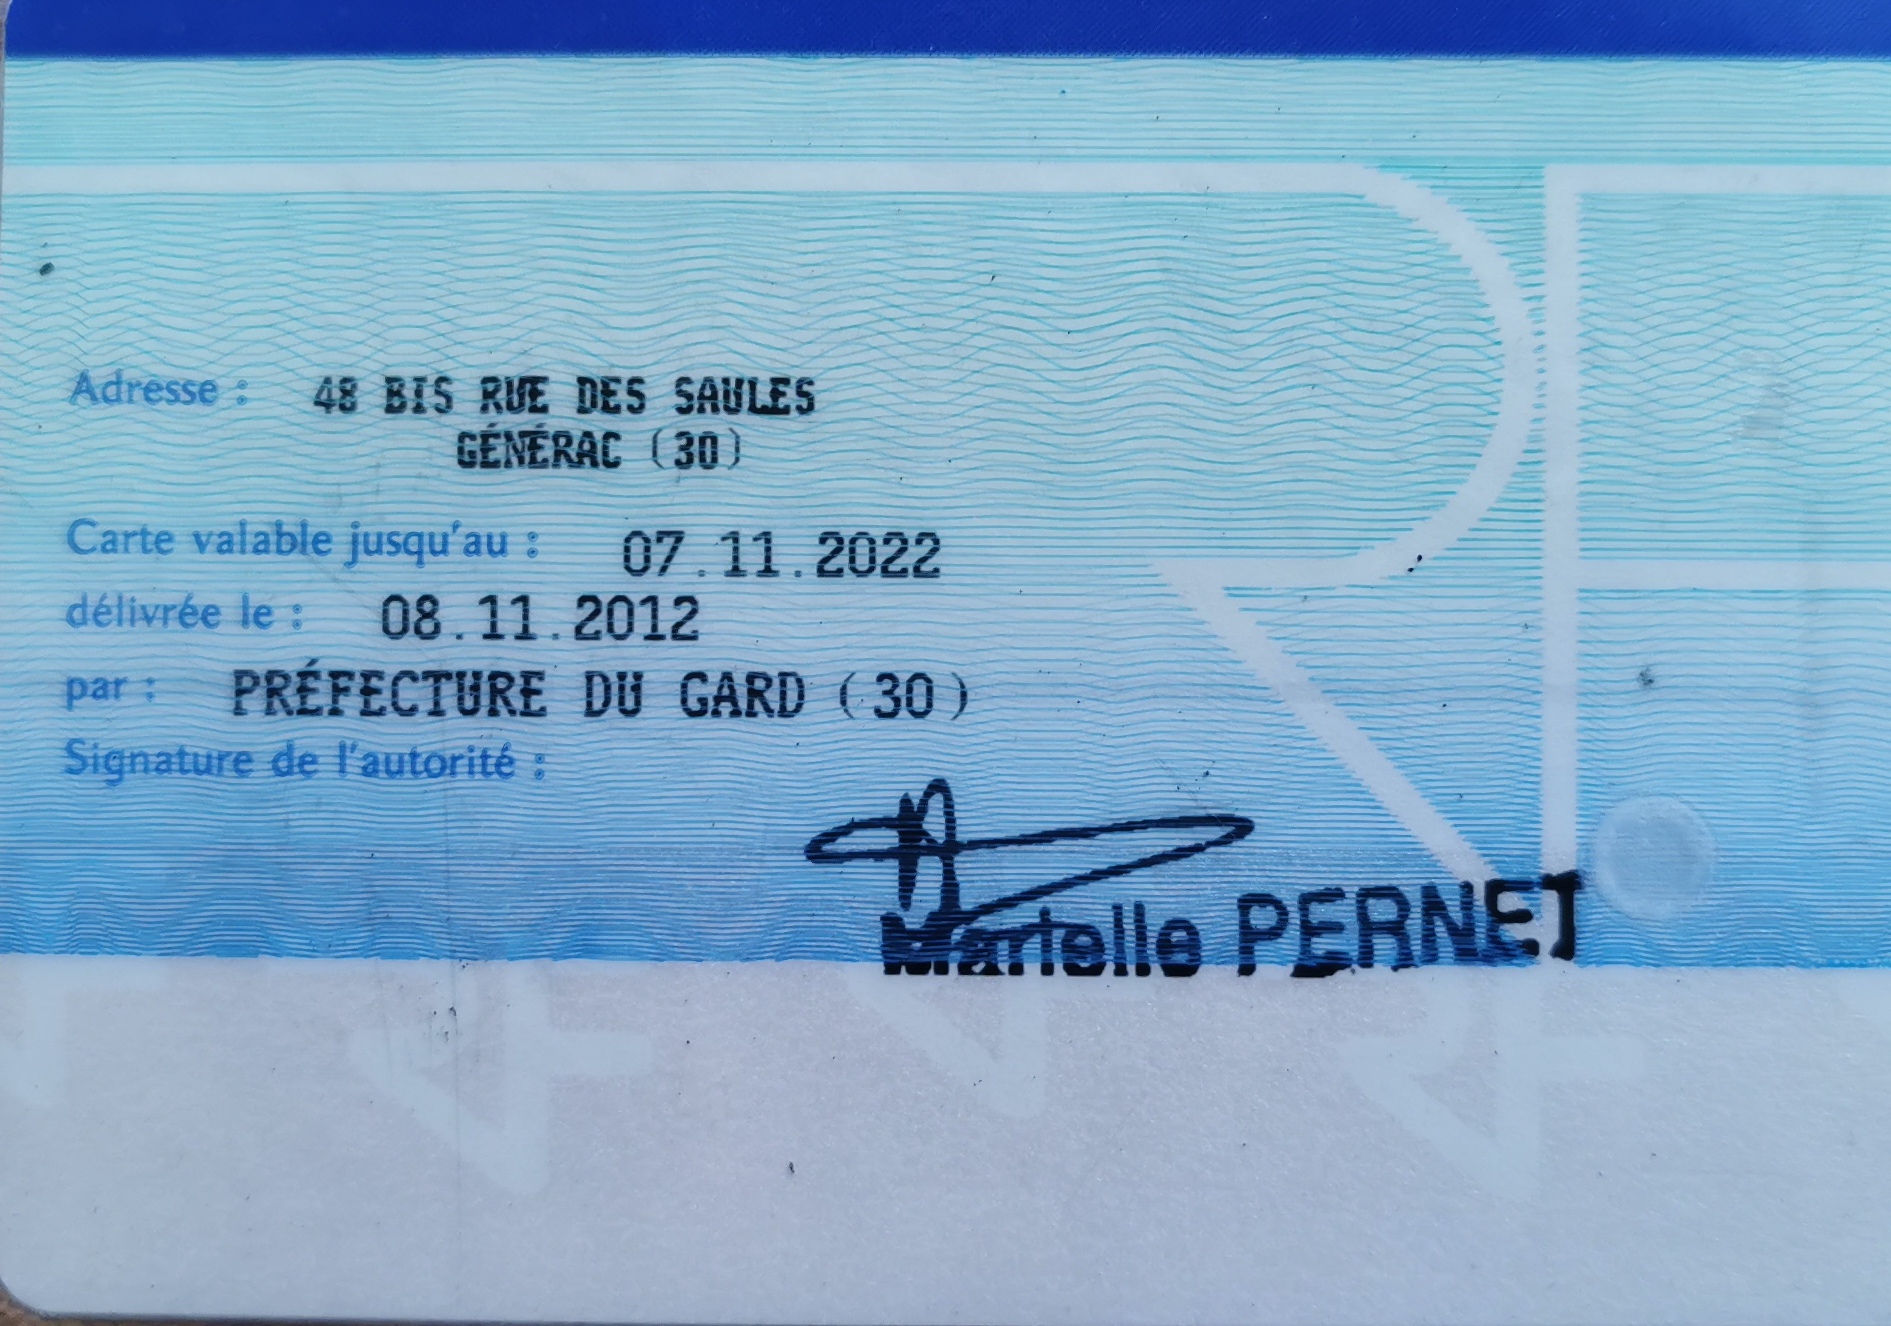 Adresse : 48 BIS RUE DES SAULES
GÉNÉRAC (30)
Carte valable jusqu'au : 07.11.2022
délivrée le : 08.11.2012
par : PRÉFECTURE DU GARD (30)
Signature de l'autorité :
Marielle PERNET